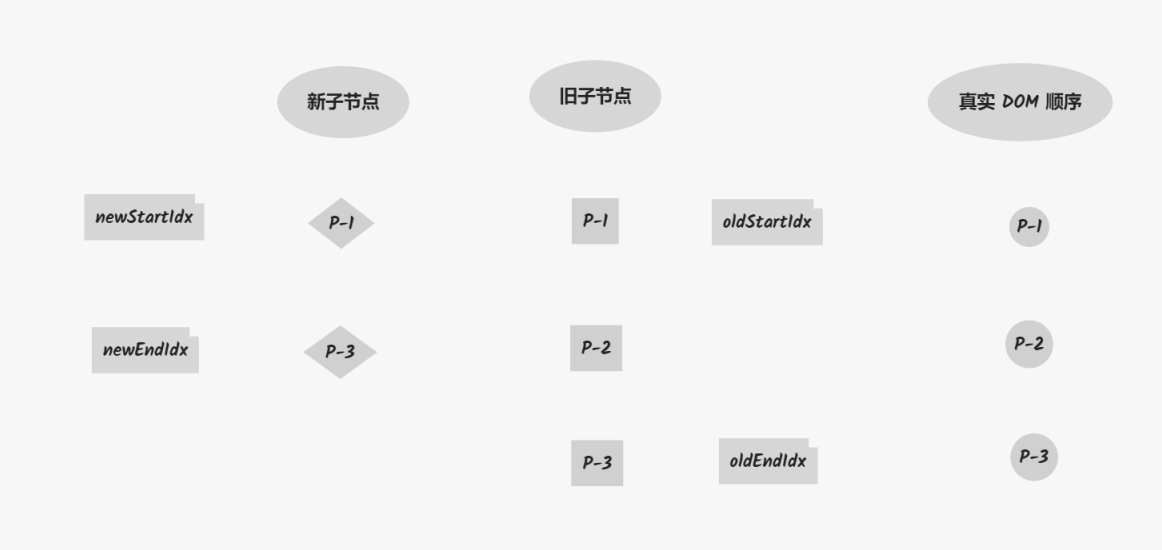 新子节点
旧子节点
真实 DOM 顺序
newStartIdx
P-1
P-1
oldStartIdx
P-1
newEndIdx
P-3
P-2
P-2
P-3
oldEndIdx
P-3